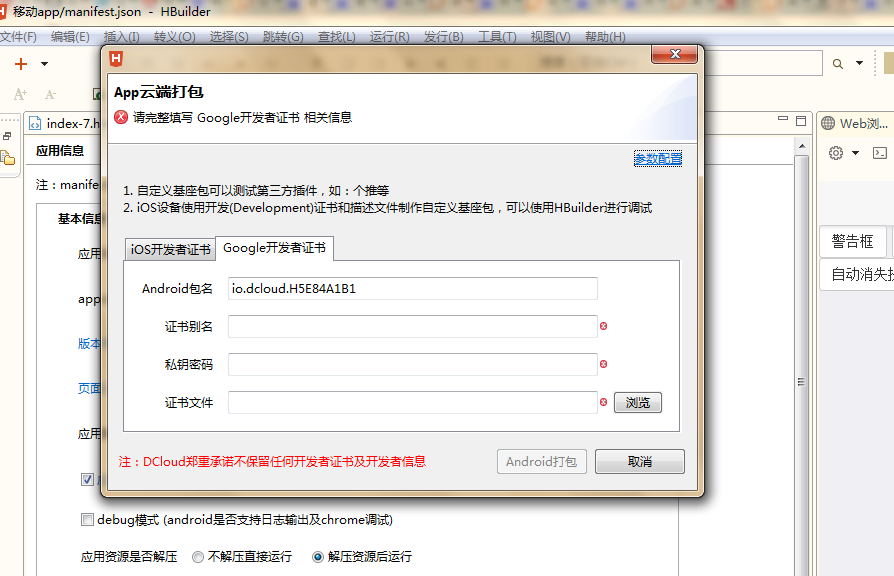 移动app/manifest.json - HBuilder
文件(F) 编辑(E) 插入(I) 转义(O) 选择(S) 跳转(G) 查找(L) 运行(R) 发行(B) 工具(T) 视图(V) 帮助(H)
A+ A-
index-7.h
Web浏...
应用信息
注：manife
基本信息
应用
app
版本
页面
应用
App云端打包
请完整填写 Google开发者证书 相关信息
参数配置
1. 自定义基座包可以测试第三方插件，如：个推等
2. iOS设备使用开发(Development)证书和描述文件制作自定义基座包，可以使用HBuilder进行调试
iOS开发者证书 Google开发者证书
Android包名 io.dcloud.H5E84A1B1
证书别名
私钥密码
证书文件 浏览
注：DCloud郑重承诺不保留任何开发者证书及开发者信息
Android打包 取消
警告框
自动消失
debug模式 (android是否支持日志输出及chrome调试)
应用资源是否解压 不解压直接运行 解压资源后运行